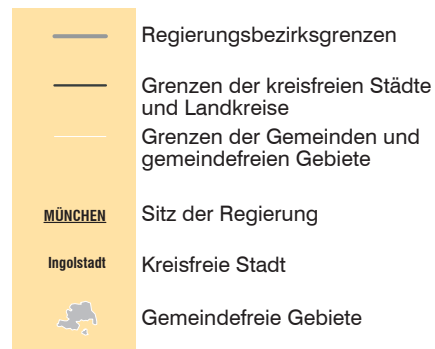 Regierungsbezirksgrenzen
Grenzen der kreisfreien Städte
und Landkreise
Grenzen der Gemeinden und
gemeindefreien Gebiete
MÜNCHEN Sitz der Regierung
Ingolstadt Kreisfreie Stadt
Gemeindefreie Gebiete